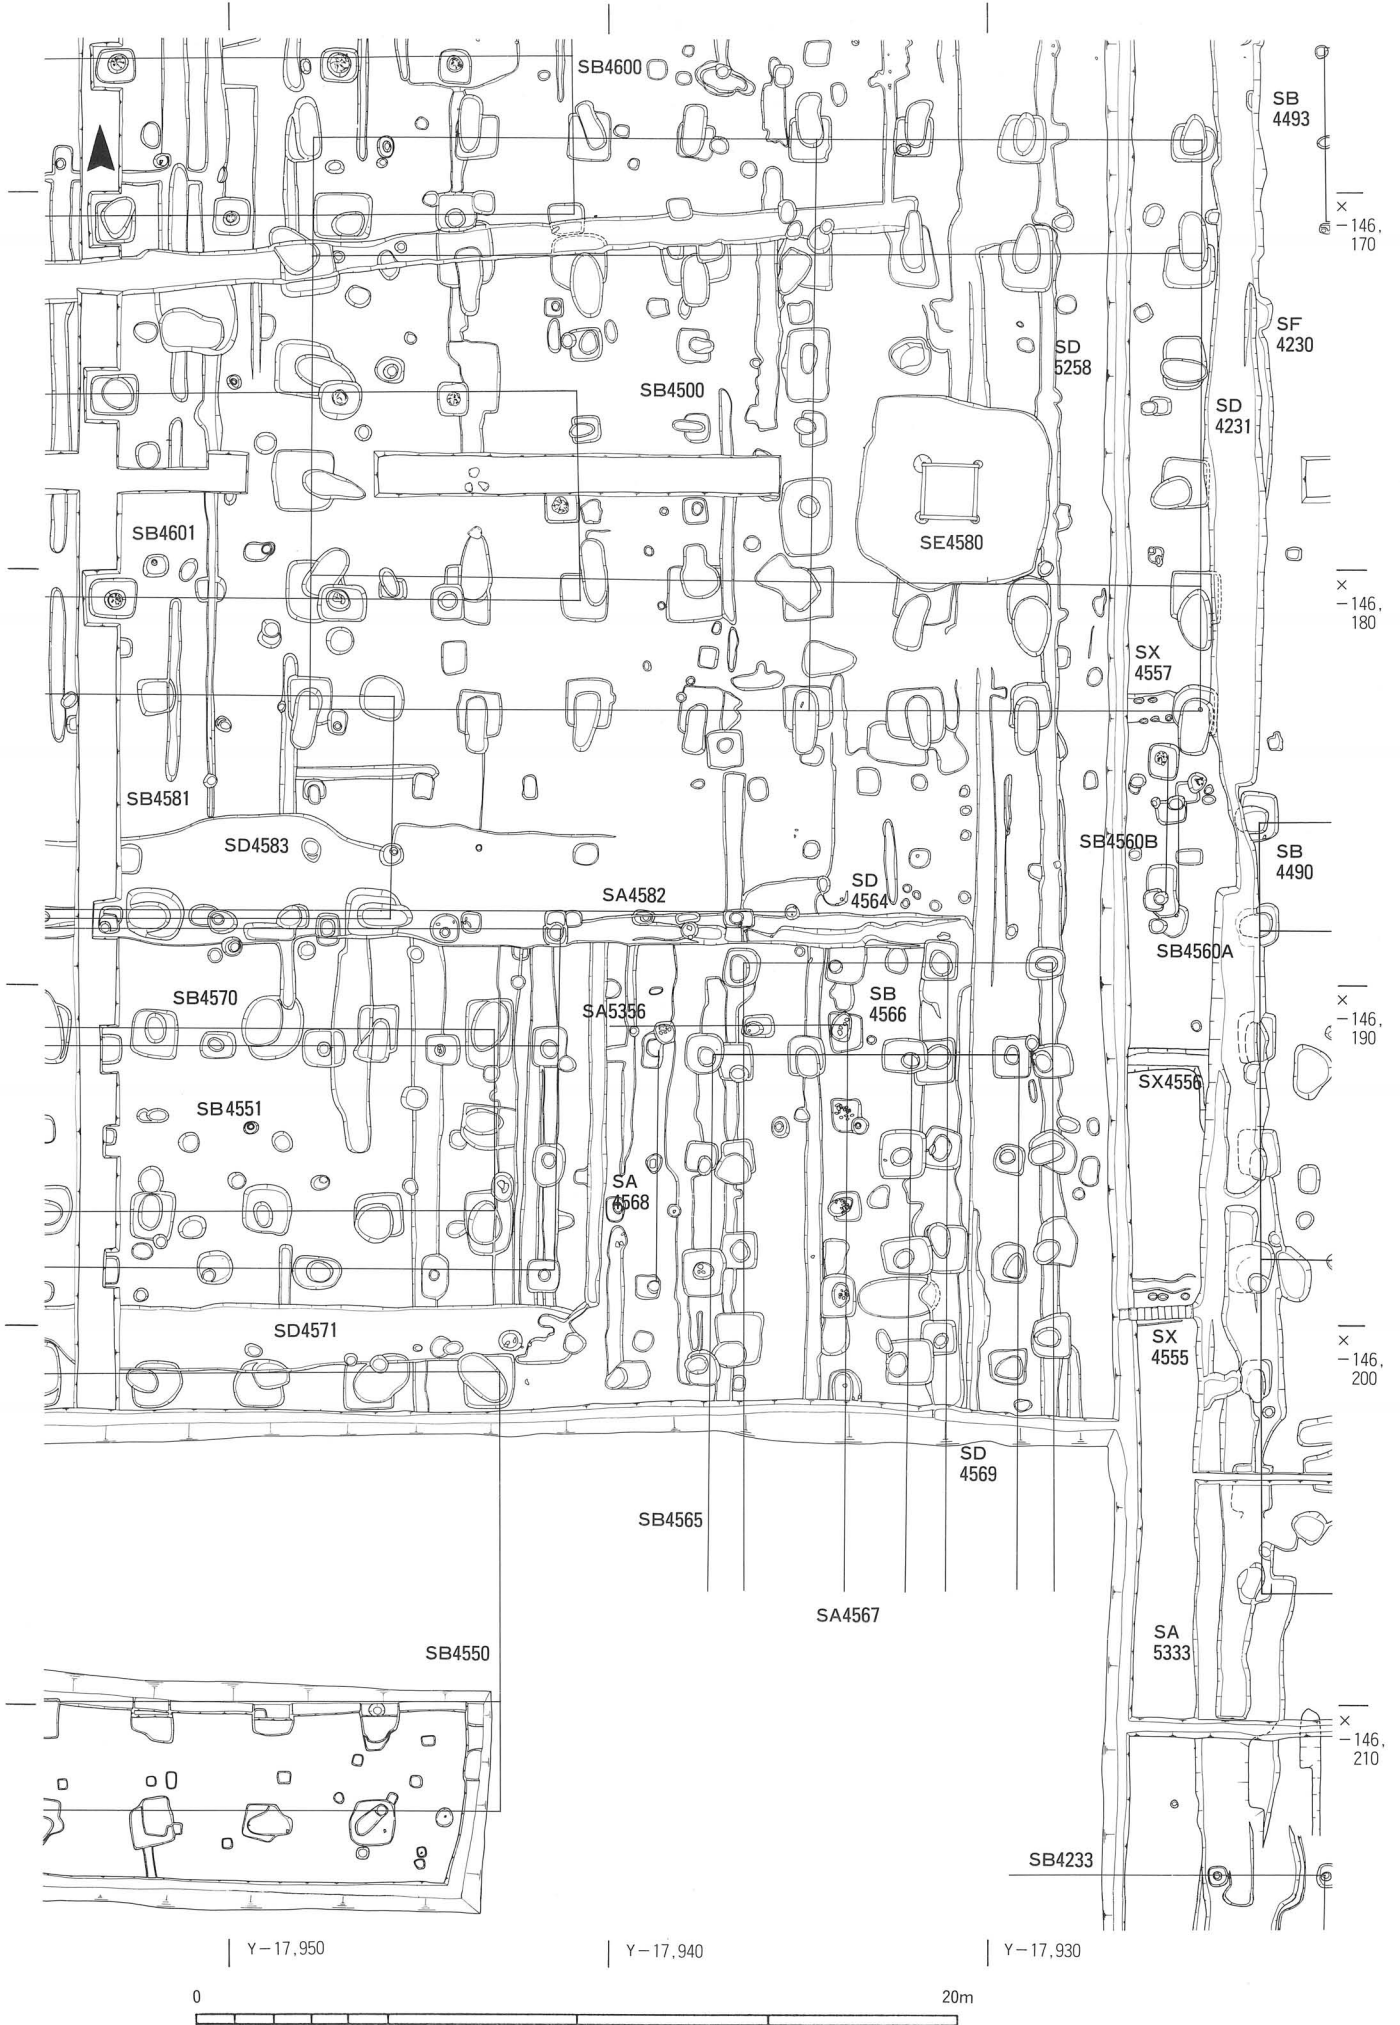 SB4600
SB
4493
×
−146,
170
SF
4230
SD
5258
SB4500
SD
4231
SB4601
SE4580
×
−146,
180
SX
4557
SB4581
SD4583
SB4560B
SB
4490
SA4582
SD
4564
SB4560A
SB4570
SA5356
SB
4566
×
−146,
190
SX4556
SB4551
SA
4568
SD4571
SX
4555
×
−146,
200
SD
4569
SB4565
SA4567
SB4550
SA
5333
×
−146,
210
SB4233
Y−17,950
Y−17,940
Y−17,930
0
20m